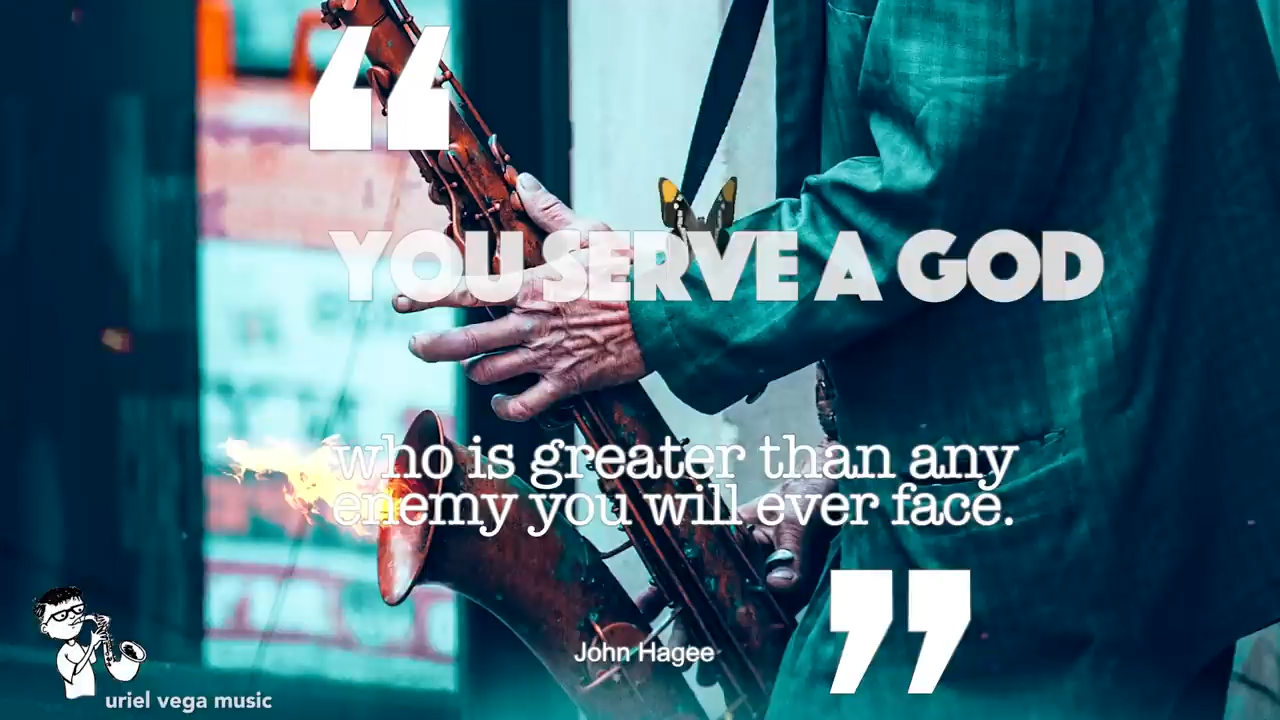 “
YOU SERVE A GOD
who is greater than any
enemy you will ever face.
”
John Hagee
uriel vega music